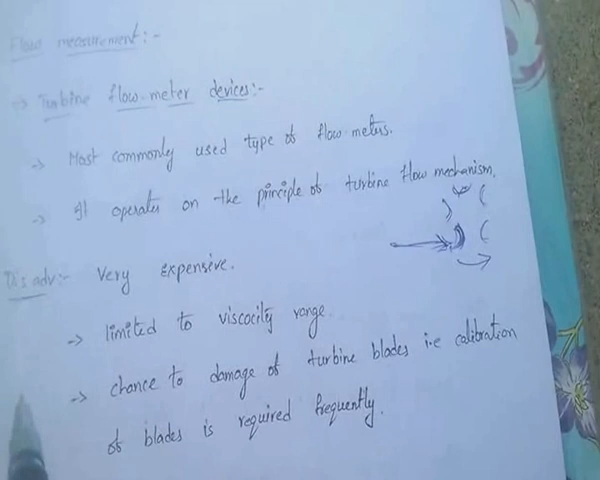 Flow measurement:-
→ Turbine flow-meter devices:-
→ Most commonly used type of flow-meters.
→ It operates on the principle of turbine flow mechanism.
Dis adv:- Very expensive.
→ limited to viscocity range
→ chance to damage of turbine blades i.e calibration
of blades is required frequently.